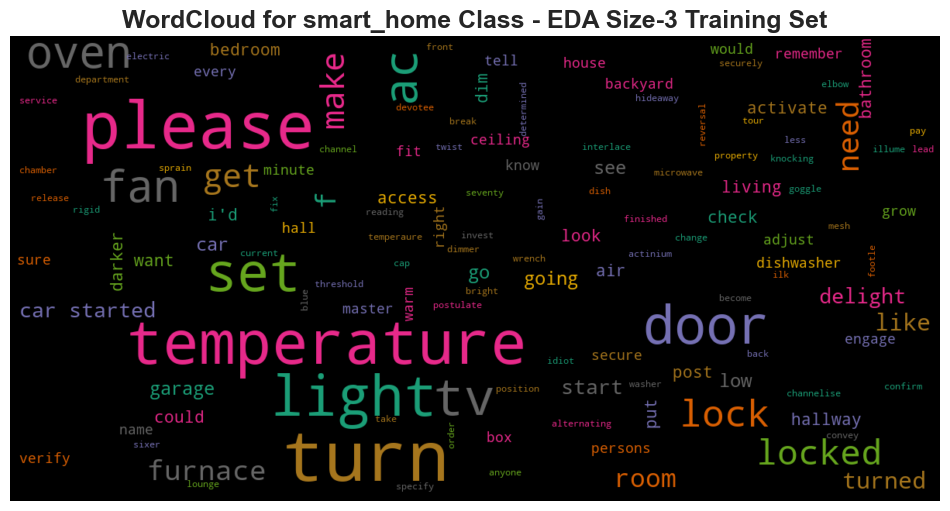 WordCloud for smart_home Class - EDA Size-3 Training Set
oven
electric
department
service
bedroom
every
please
make
ac
devotee
front
tell
dim
determined
break
house
backyard
hideaway
would
securely
remember
elbow
bathroom
activate
need
tour
less
pay
reversal
illume
lead
chamber
sprain
channel
fit
twist
ceiling
interlace
property
knocking
release
rigid
fan
get
minute
f
access
know
see
microwave
seventy
dish
living
goggle
i'd
fix
hall
reading
right
gain
finished
check
grow
mesh
sure
darker
want
car
current
temperaure
dimmer
invest
look
change
adjust
dishwasher
ilk
footle
set
threshold
cap
go
wrench
going
air
actinium
car started
blue
master
warm
bright
postulate
become
delight
like
temperature
door
engage
idiot
secure
back
garage
light
tv
position
start
washer
post
low
channelise
confirm
could
take
put
lock
hallway
name
sixer
order
box
alternating
convey
verify
turn
persons
locked
furnace
lounge
specify
anyone
room
turned